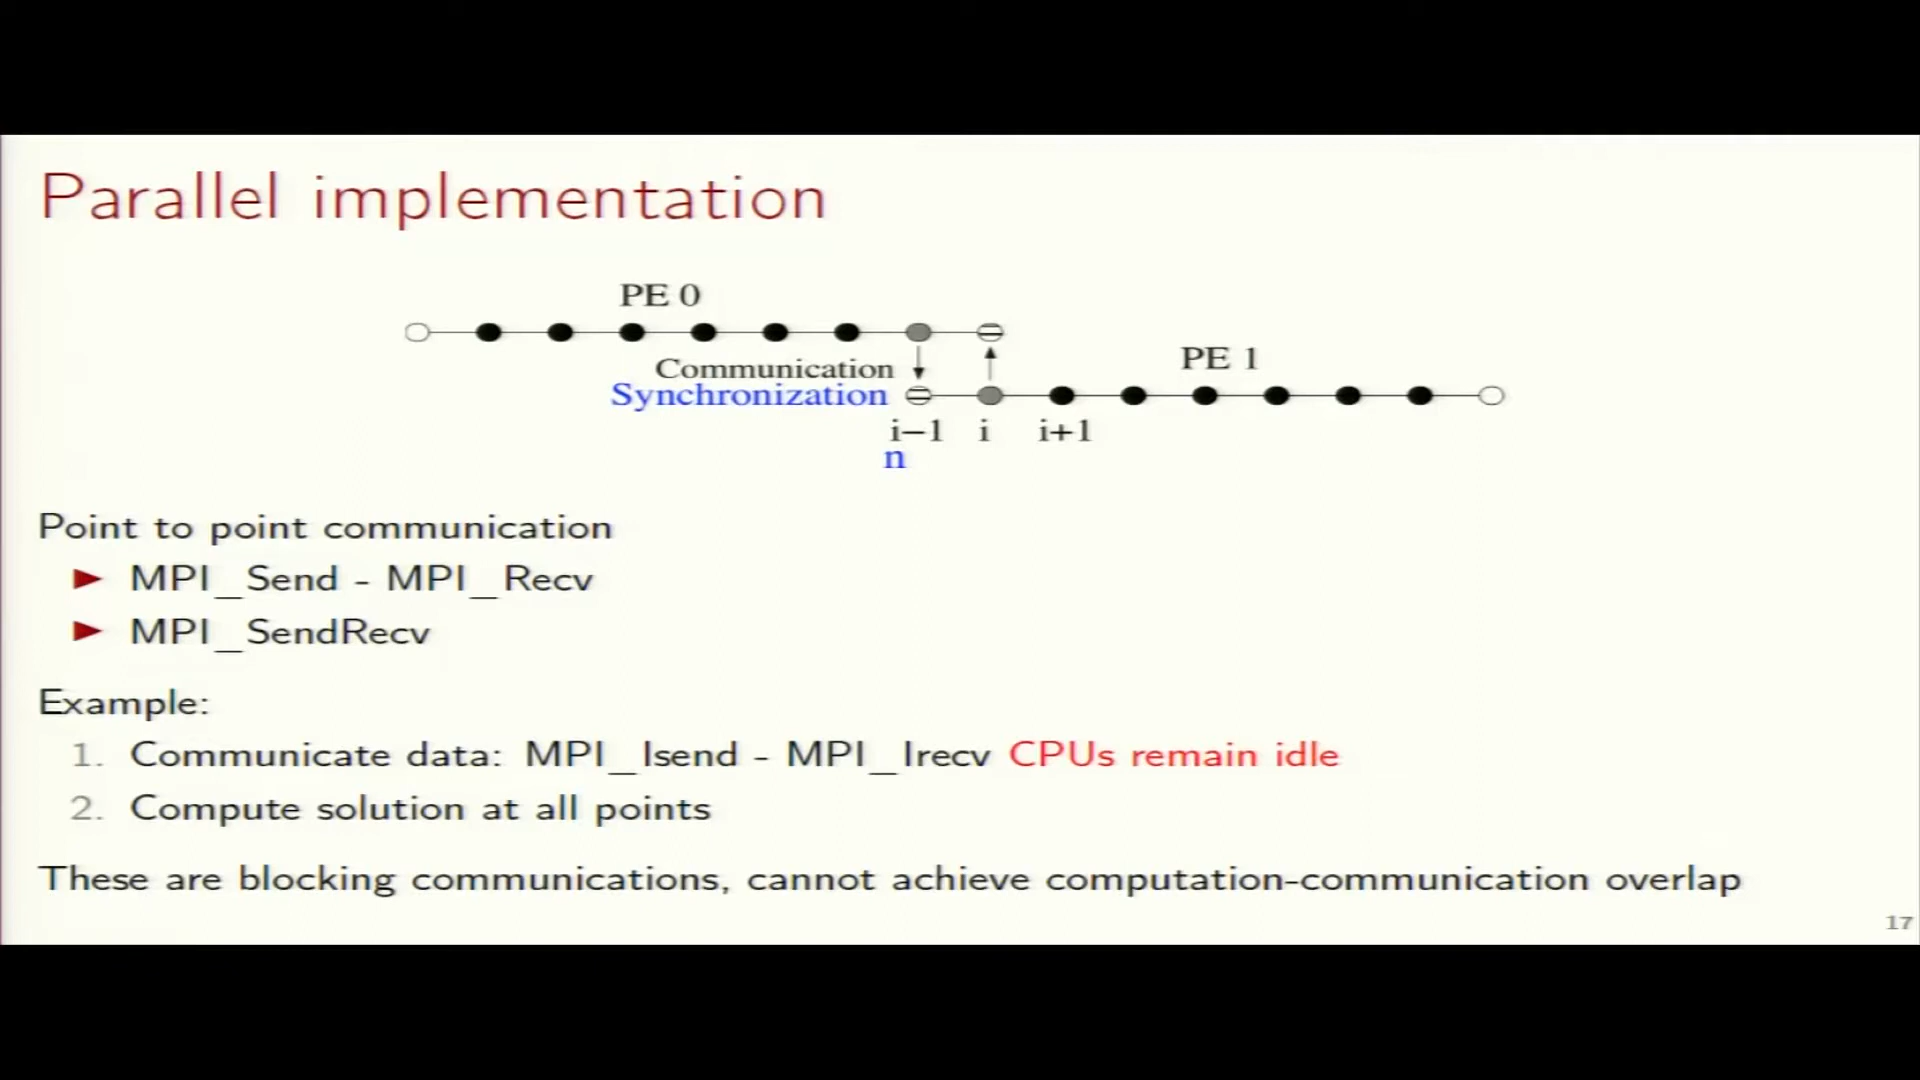 Parallel implementation
PE 0
Communication
PE 1
Synchronization
i−1 i i+1
n
Point to point communication
► MPI_Send - MPI_Recv
► MPI_SendRecv
Example:
1. Communicate data: MPI_Isend - MPI_Irecv CPUs remain idle
2. Compute solution at all points
These are blocking communications, cannot achieve computation-communication overlap
17